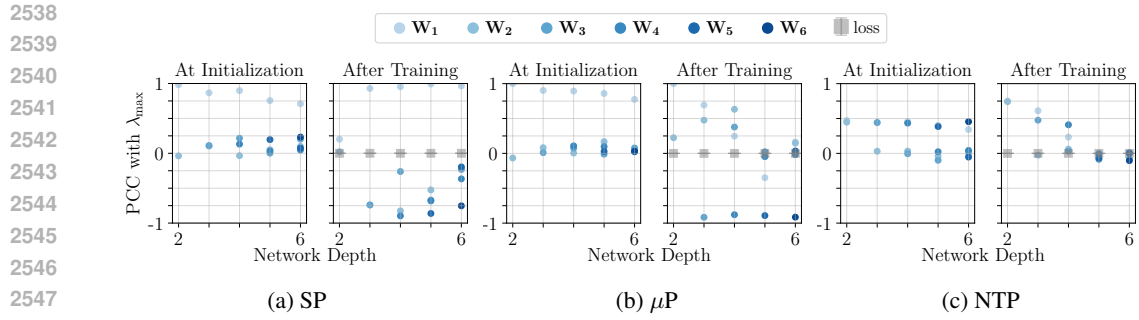 2538
2539
2540
2541
2542
2543
2544
2545
2546
2547
W₁ W₂ W₃ W₄ W₅ W₆ loss
At Initialization After Training At Initialization After Training At Initialization After Training
PCC with λmax
1 0 -1
2 6 2 6
1 0 -1
2 6 2 6
1 0 -1
2 6 2 6
Network Depth Network Depth Network Depth
(a) SP (b) μP (c) NTP